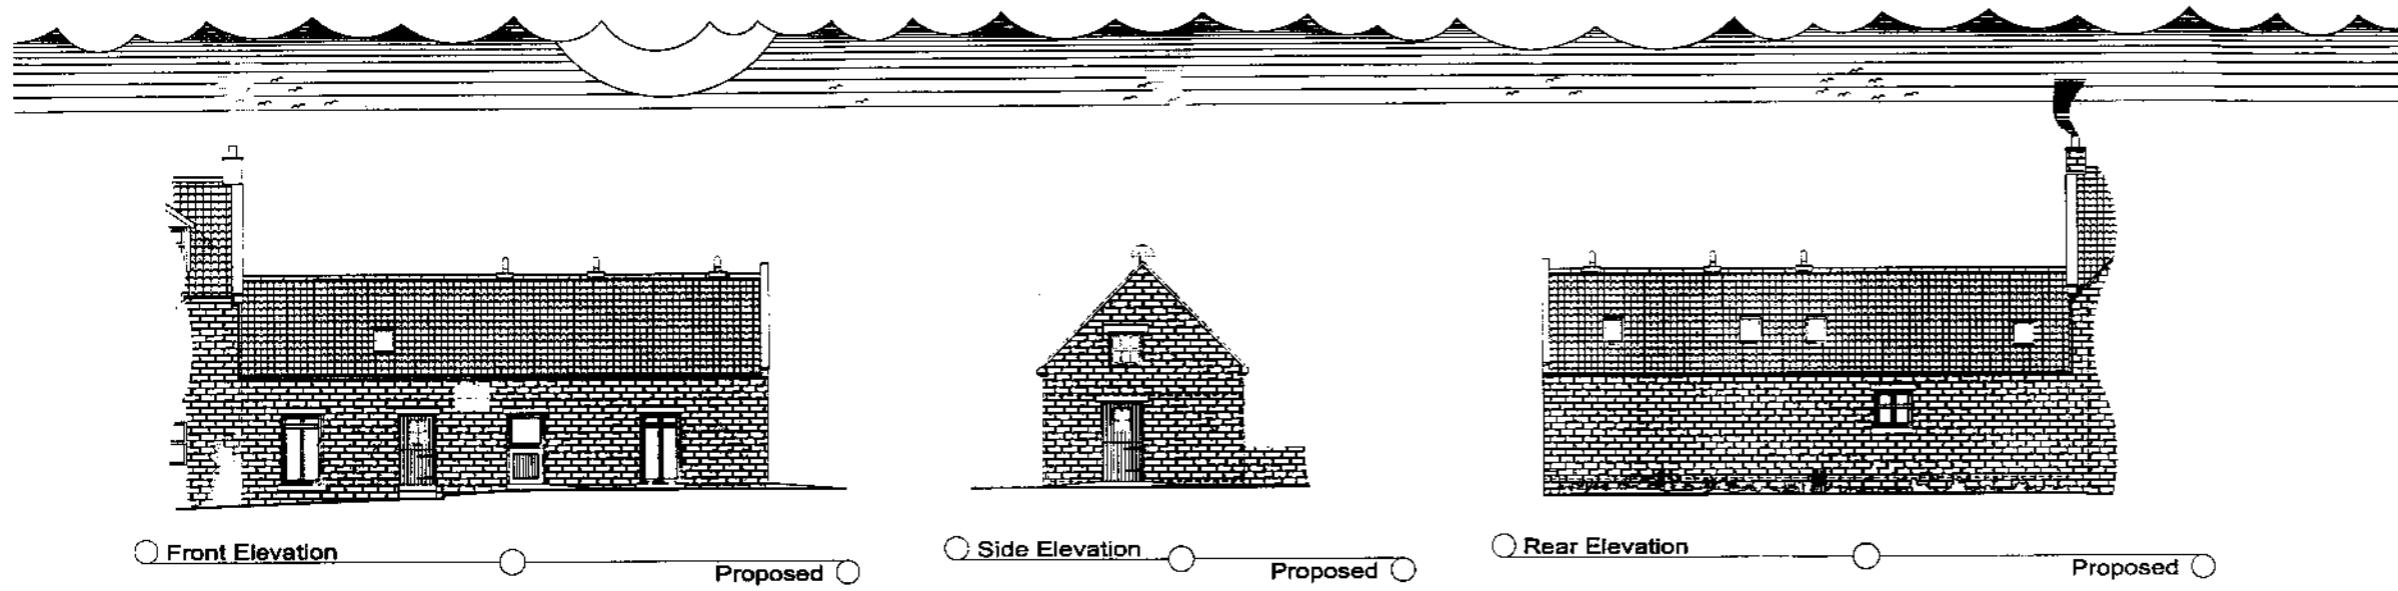 Front Elevation
Proposed
Side Elevation
Proposed
Rear Elevation
Proposed